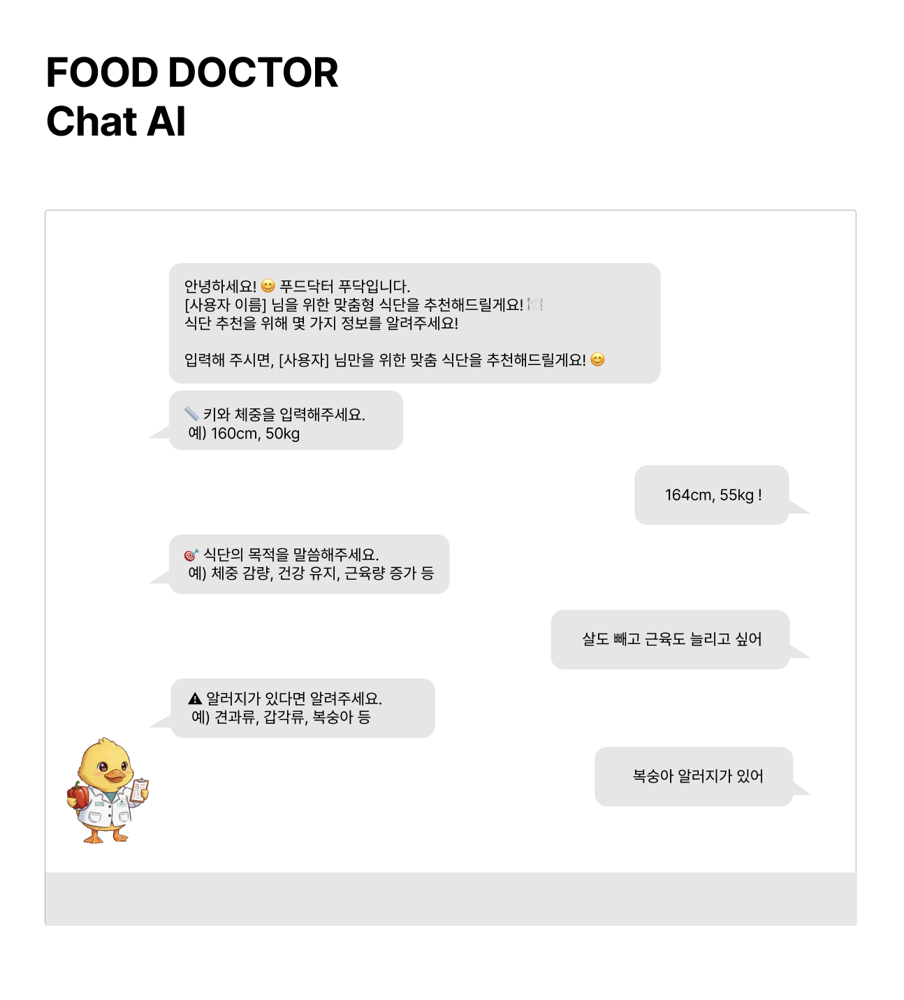 FOOD DOCTOR
Chat AI
안녕하세요! 😊 푸드닥터 푸닥입니다.
[사용자 이름] 님을 위한 맞춤형 식단을 추천해드릴게요! 🍽️
식단 추천을 위해 몇 가지 정보를 알려주세요!
입력해 주시면, [사용자] 님만을 위한 맞춤 식단을 추천해드릴게요! 😊
📏 키와 체중을 입력해주세요.
예) 160cm, 50kg
164cm, 55kg !
🎯 식단의 목적을 말씀해주세요.
예) 체중 감량, 건강 유지, 근육량 증가 등
살도 빼고 근육도 늘리고 싶어
⚠ 알러지가 있다면 알려주세요.
예) 견과류, 갑각류, 복숭아 등
복숭아 알러지가 있어
AI FOOD
DOCTOR